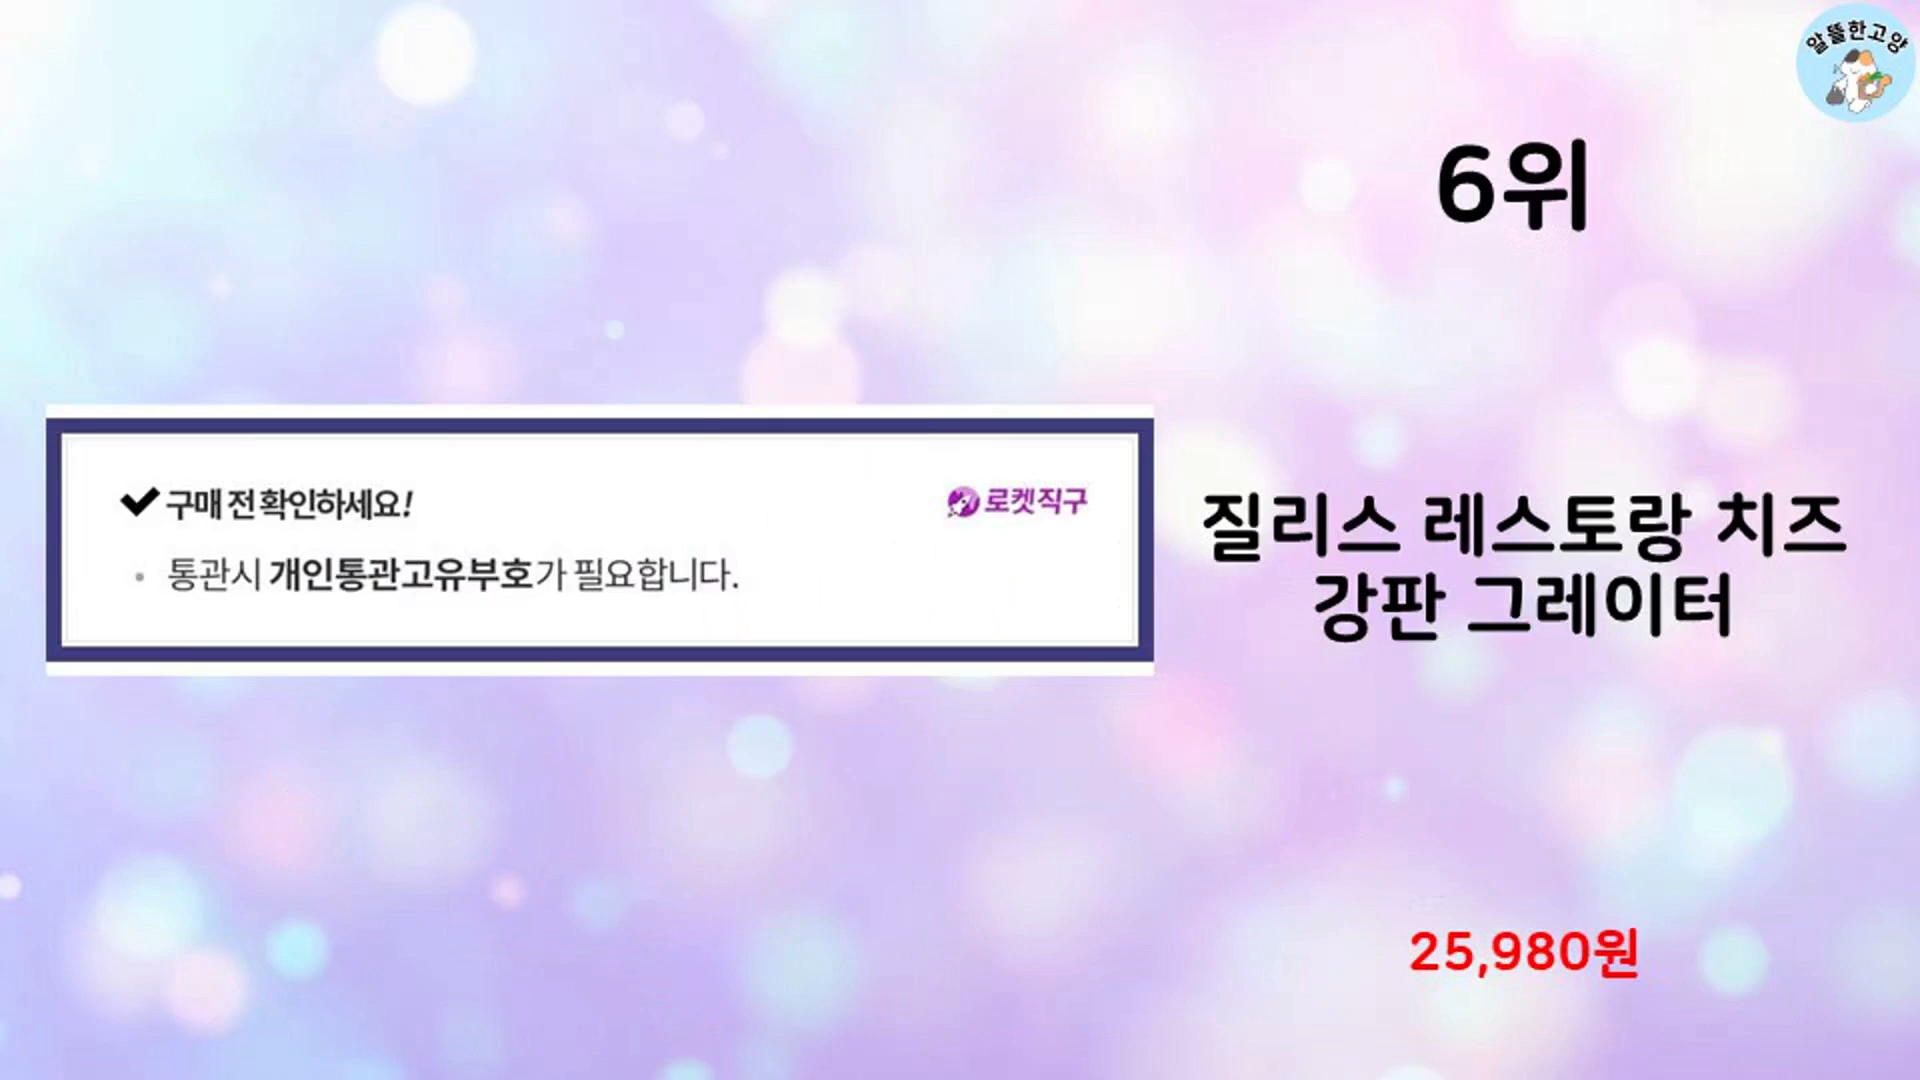 알뜰한고양
6위
✔ 구매 전 확인하세요!
로켓직구
• 통관시 개인통관고유부호가 필요합니다.
질리스 레스토랑 치즈
강판 그레이터
25,980원